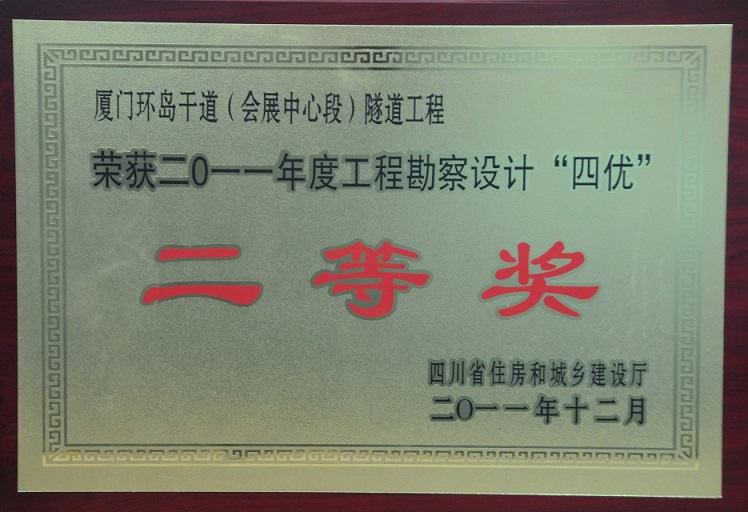 厦门环岛干道(会展中心段)隧道工程
荣获二0一一年度工程勘察设计“四优”
二等奖
四川省住房和城乡建设厅
二0一一年十二月